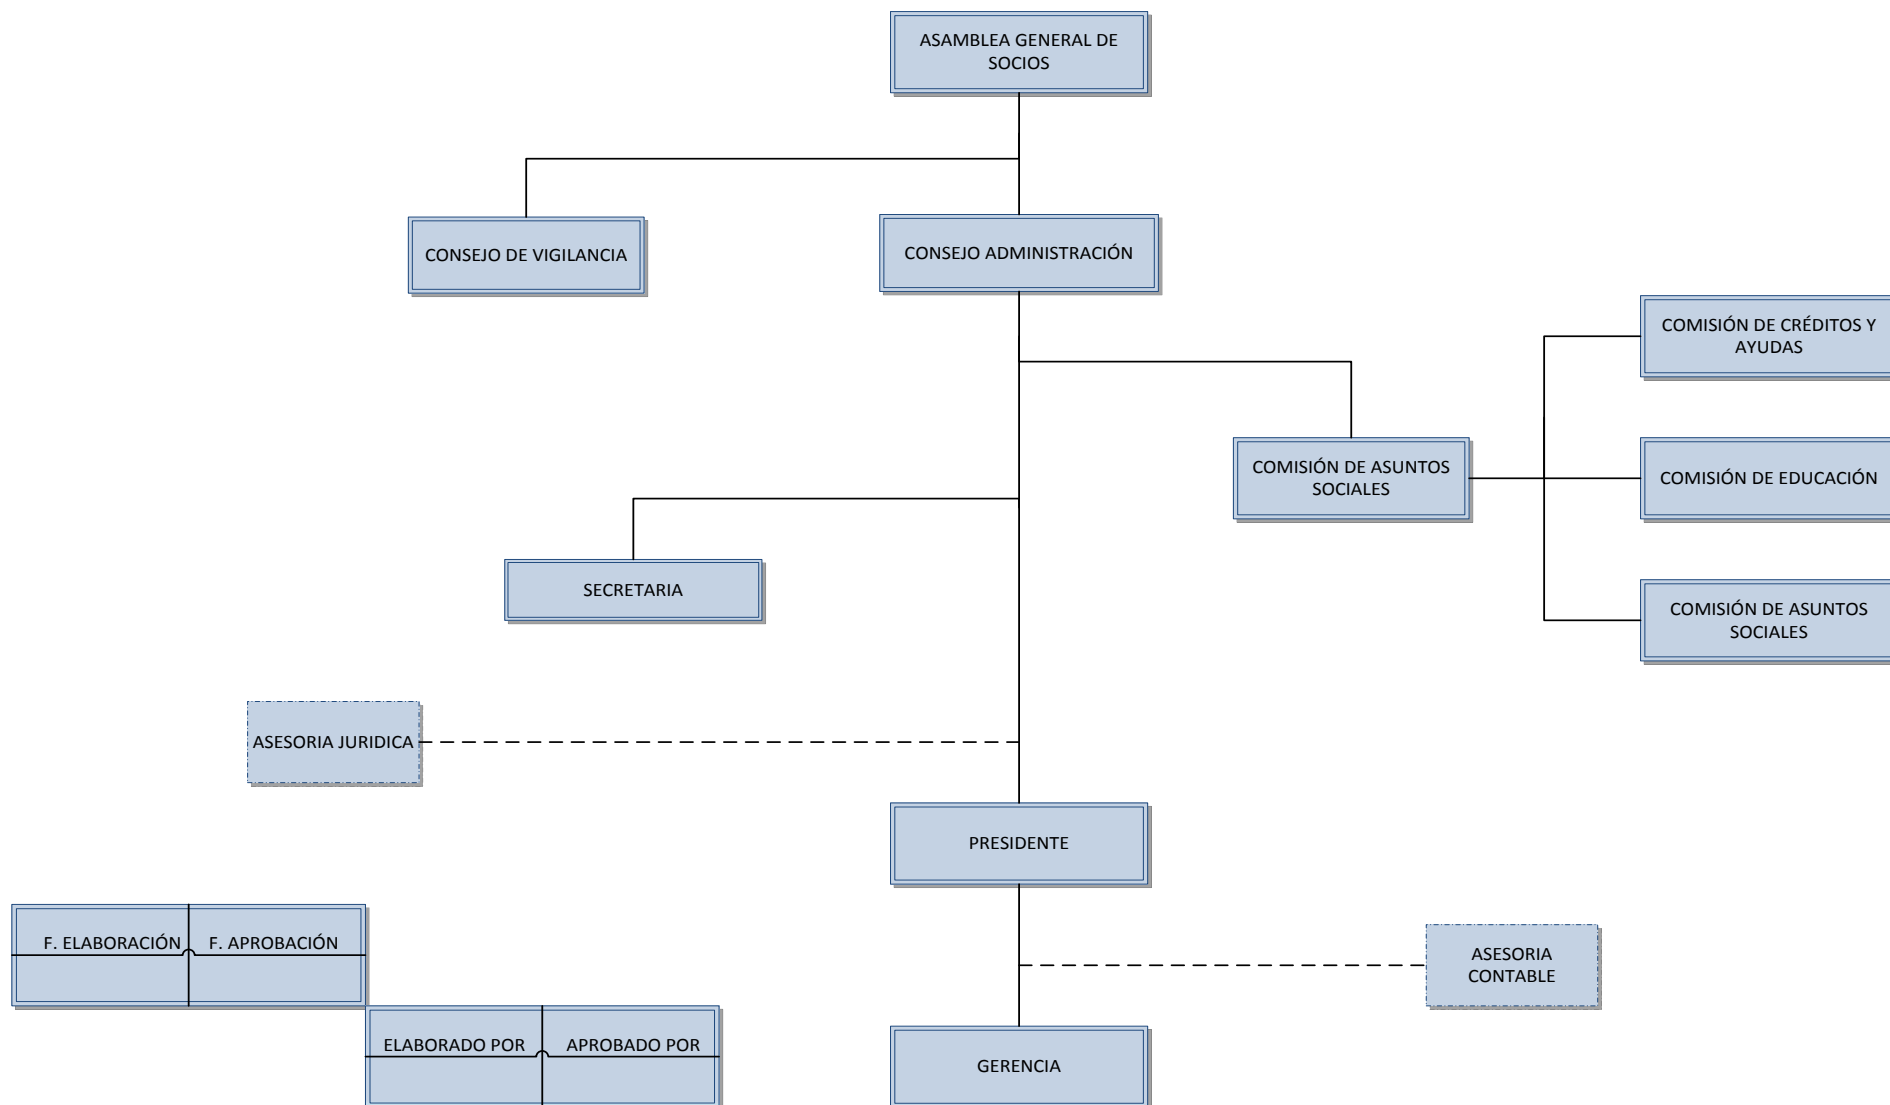 ASAMBLEA GENERAL DE
SOCIOS
CONSEJO DE VIGILANCIA
CONSEJO ADMINISTRACIÓN
COMISIÓN DE CRÉDITOS Y
AYUDAS
COMISIÓN DE ASUNTOS
SOCIALES
COMISIÓN DE EDUCACIÓN
SECRETARIA
COMISIÓN DE ASUNTOS
SOCIALES
ASESORIA JURIDICA
PRESIDENTE
F. ELABORACIÓN
F. APROBACIÓN
ASESORIA
CONTABLE
ELABORADO POR
APROBADO POR
GERENCIA